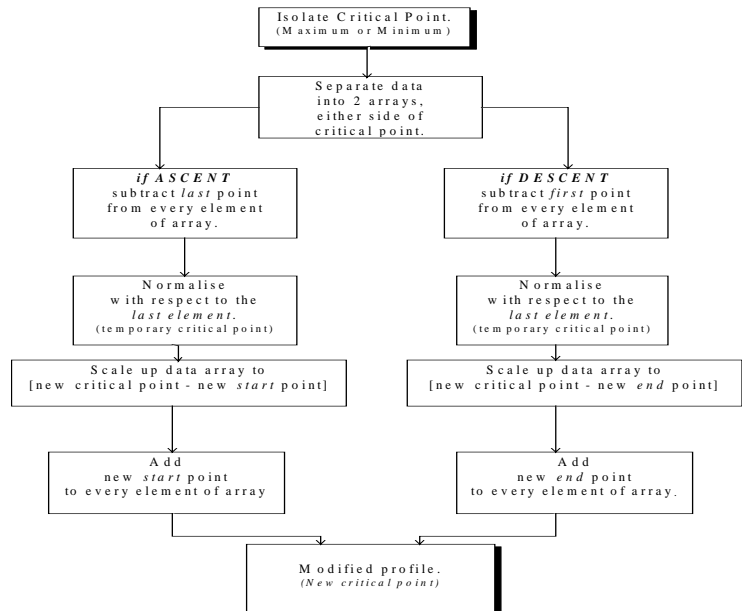 Isolate Critical Point.
(Maximum or Minimum)
Separate data
into 2 arrays,
either side of
critical point.
if ASCENT
subtract last point
from every element
of array.
if DESCENT
subtract first point
from every element
of array.
Normalise
with respect to the
last element.
(temporary critical point)
Normalise
with respect to the
last element.
(temporary critical point)
Scale up data array to
[new critical point - new start point]
Scale up data array to
[new critical point - new end point]
Add
new start point
to every element of array
Add
new end point
to every element of array.
Modified profile.
(New critical point)